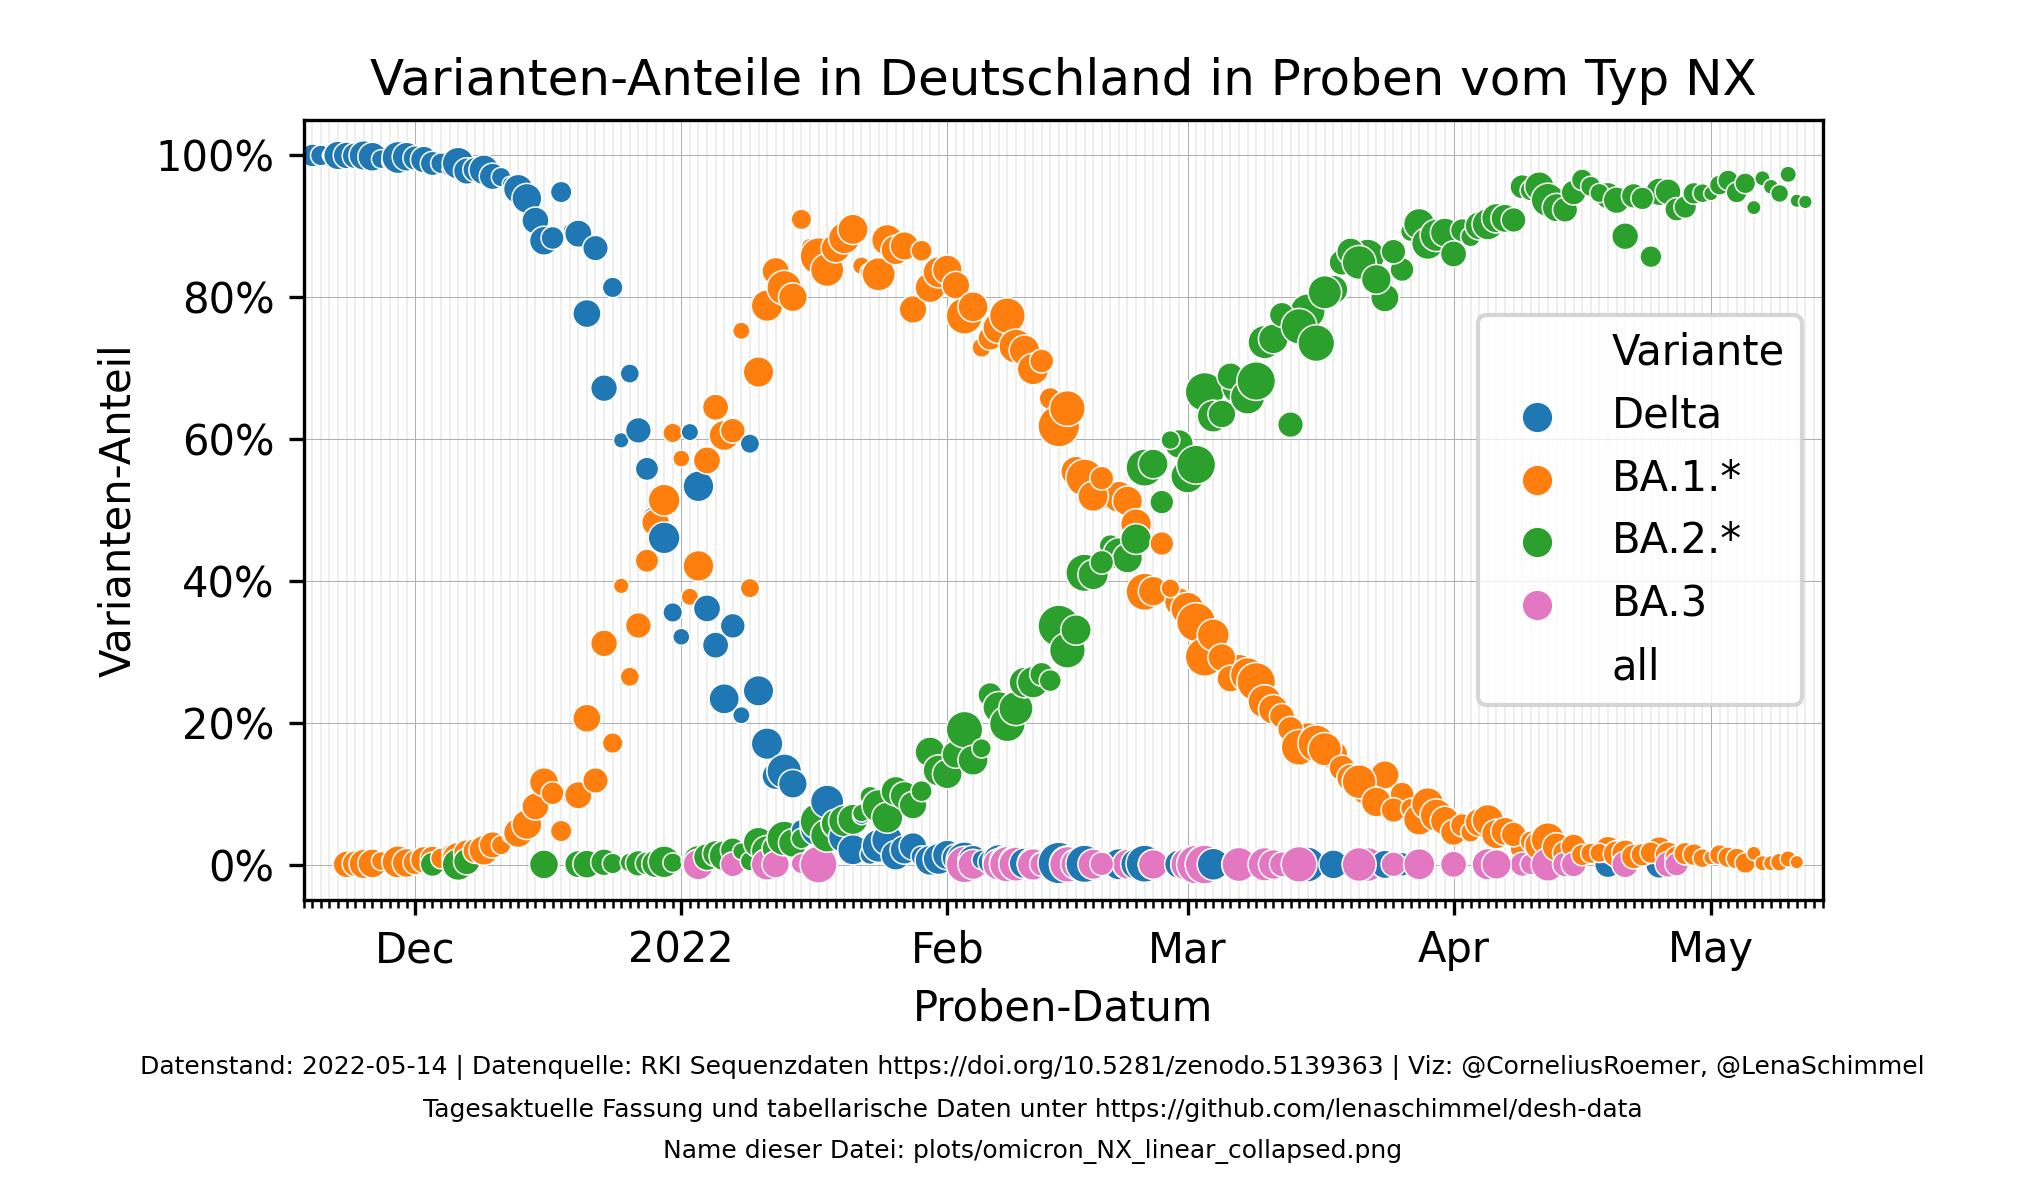 Varianten-Anteile in Deutschland in Proben vom Typ NX
Varianten-Anteil
100%
80%
60%
40%
20%
0%
Variante
Delta
BA.1.*
BA.2.*
BA.3
all
Dec
2022
Feb
Mar
Apr
May
Proben-Datum
Datenstand: 2022-05-14 | Datenquelle: RKI Sequenzdaten https://doi.org/10.5281/zenodo.5139363 | Viz: @CorneliusRoemer, @LenaSchimmel
Tagesaktuelle Fassung und tabellarische Daten unter https://github.com/lenaschimmel/desh-data
Name dieser Datei: plots/omicron_NX_linear_collapsed.png